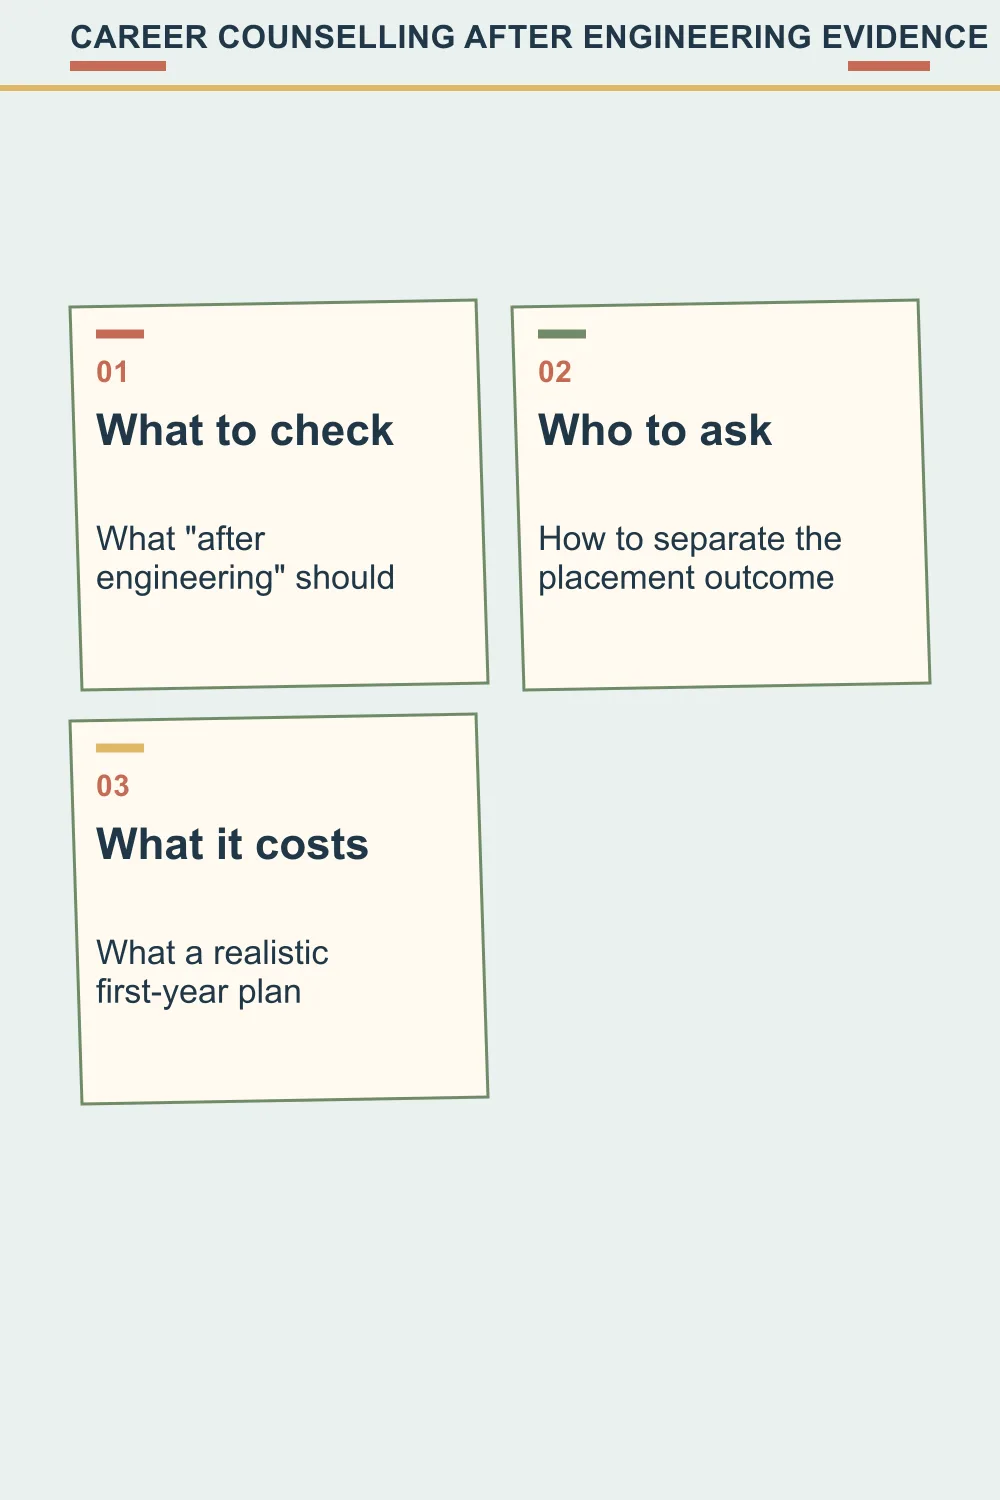 CAREER COUNSELLING AFTER ENGINEERING EVIDENCE
01
What to check
What "after
engineering" should
02
Who to ask
How to separate the
placement outcome
03
What it costs
What a realistic
first-year plan